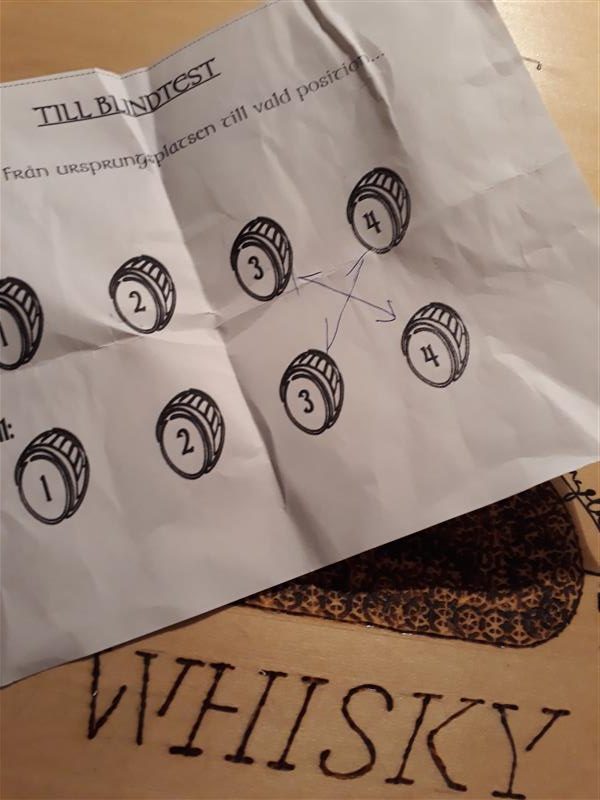 TILL BLINDTEST
FRÅN URSPRUNGSPLATSEN TILL VALD POSITION...
1 2 3 4
1 2 3 4
WHISKY